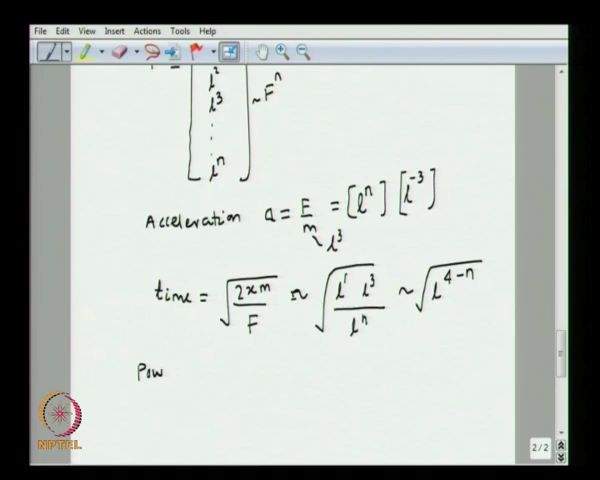 File Edit View Insert Actions Tools Help
l²
l³ ~Fⁿ
:
lⁿ
Acceleration a = F/m = [lⁿ] [l⁻³]
~l³
time = √(2xm/F) ≈ √(l¹ l³/lⁿ) ~ √(l⁴⁻ⁿ)
Pow
NPTEL
2/2